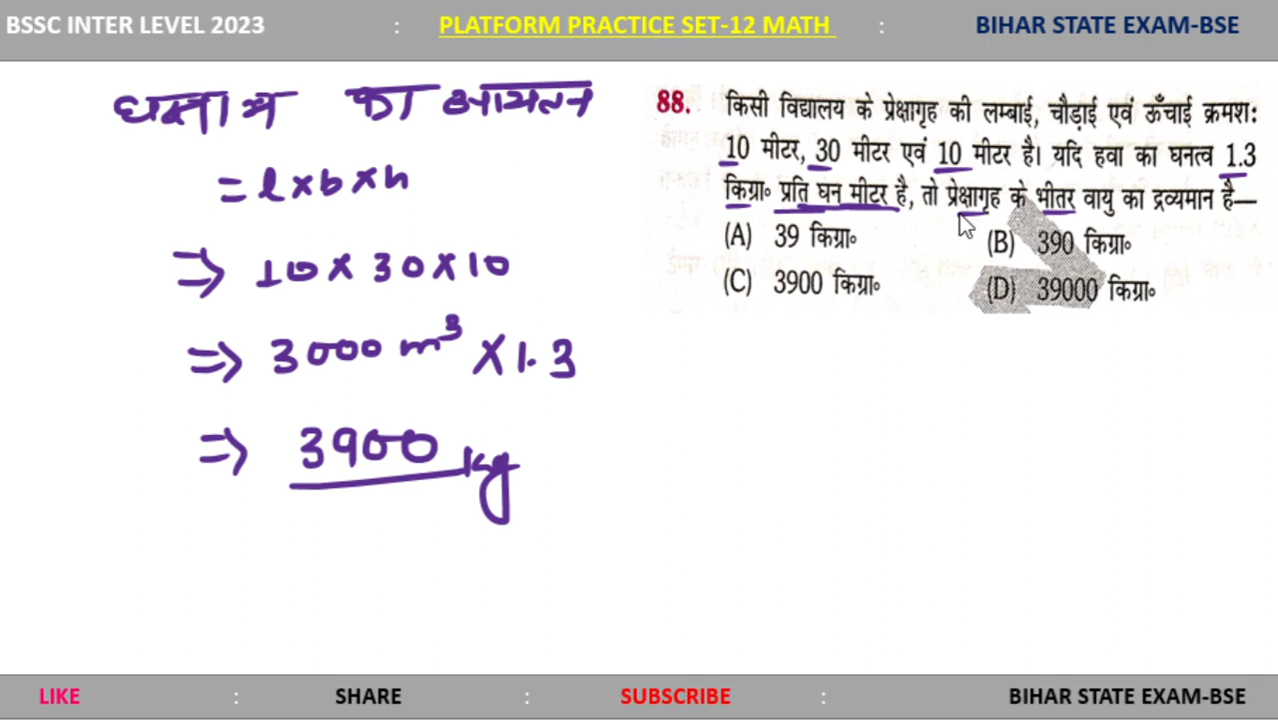 BSSC INTER LEVEL 2023 : PLATFORM PRACTICE SET-12 MATH : BIHAR STATE EXAM-BSE
घनाभ का आयतन
= l×b×h
⇒ 10 × 30 × 10
⇒ 3000 m³ × 1.3
⇒ 3900 kg
88. किसी विद्यालय के प्रेक्षागृह की लम्बाई, चौड़ाई एवं ऊँचाई क्रमश:
10 मीटर, 30 मीटर एवं 10 मीटर है। यदि हवा का घनत्व 1.3
किग्रा॰ प्रति घन मीटर है, तो प्रेक्षागृह के भीतर वायु का द्रव्यमान है—
(A) 39 किग्रा॰ (B) 390 किग्रा॰
(C) 3900 किग्रा॰ (D) 39000 किग्रा॰
LIKE : SHARE : SUBSCRIBE : BIHAR STATE EXAM-BSE